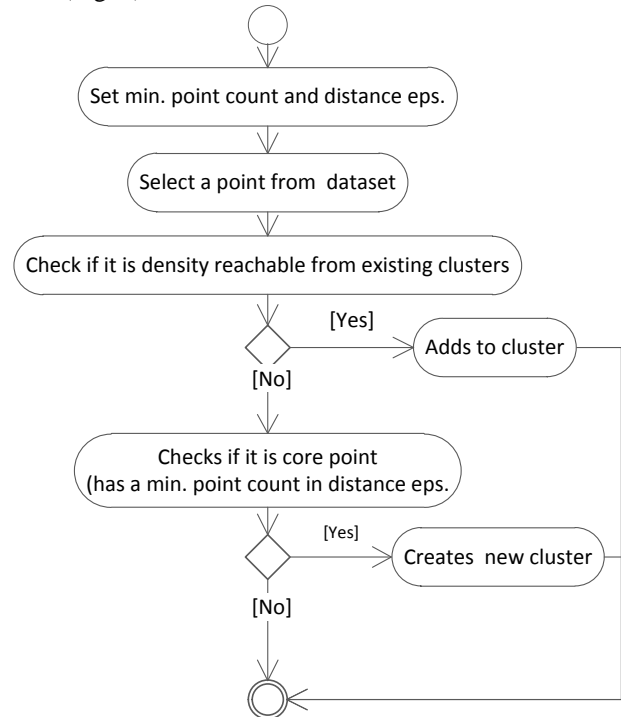 Set min. point count and distance eps.
Select a point from dataset
Check if it is density reachable from existing clusters
[Yes]
Adds to cluster
[No]
Checks if it is core point
(has a min. point count in distance eps.
[Yes]
Creates new cluster
[No]